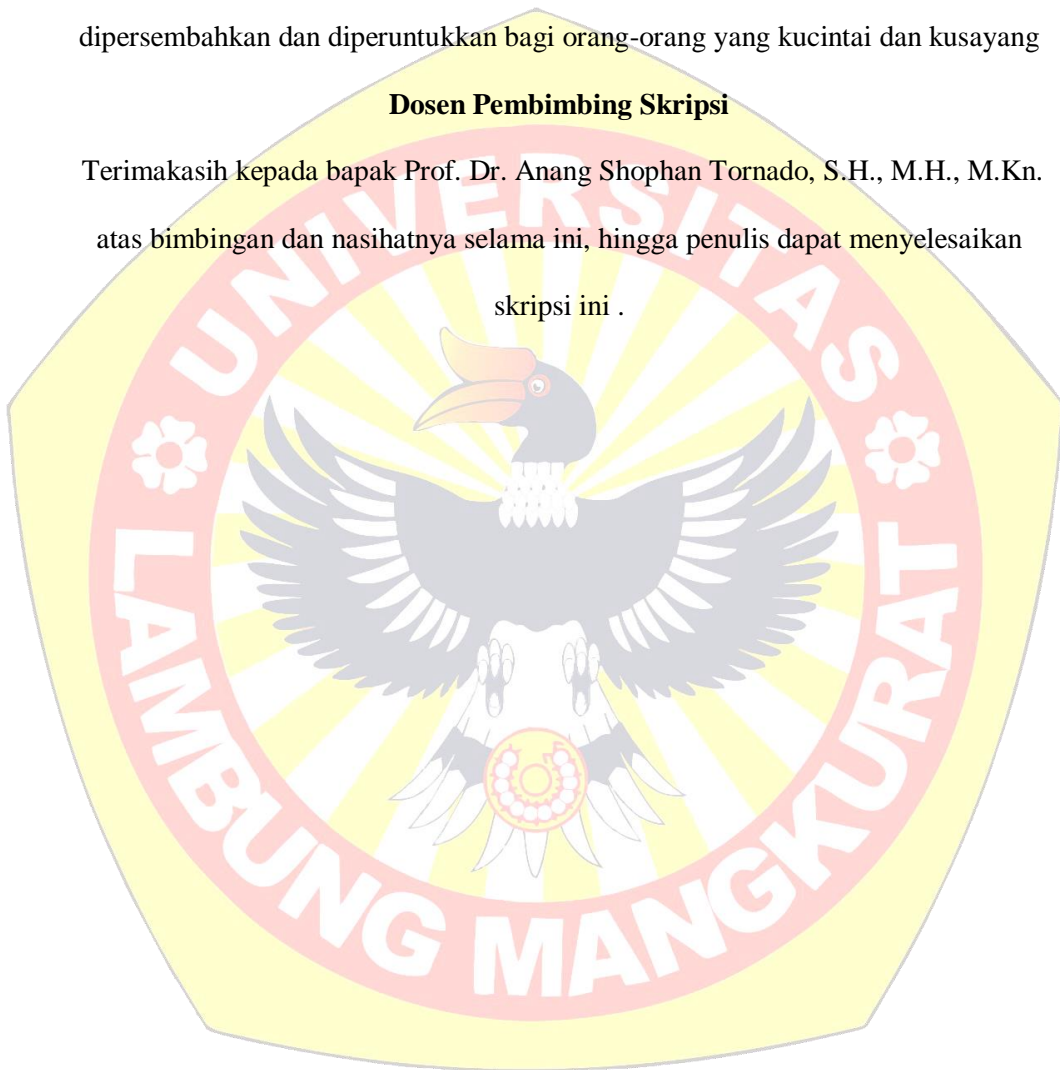 dipersembahkan dan diperuntukkan bagi orang-orang yang kucintai dan kusayang
Dosen Pembimbing Skripsi
Terimakasih kepada bapak Prof. Dr. Anang Shophan Tornado, S.H., M.H., M.Kn.
atas bimbingan dan nasihatnya selama ini, hingga penulis dapat menyelesaikan
skripsi ini .
UNIVERSITAS
LAMBUNG MANGKURAT